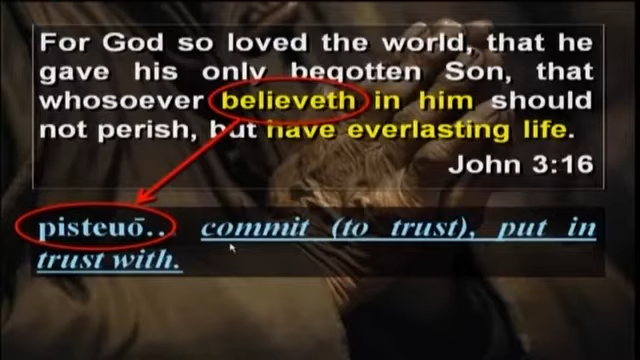 For God so loved the world, that he
gave his only begotten Son, that
whosoever believeth in him should
not perish, but have everlasting life.
John 3:16
pisteuō.. commit (to trust), put in
trust with.